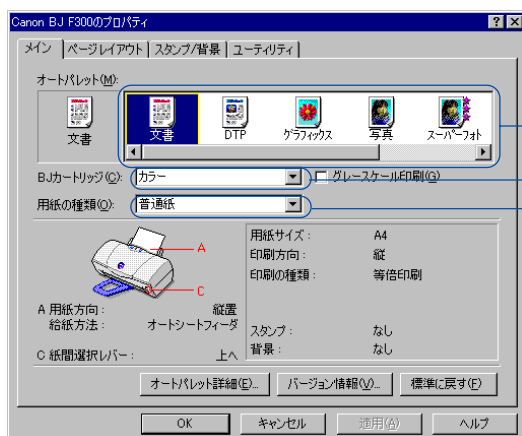 Canon BJ F300のプロパティ
メイン ページレイアウト スタンプ/背景 ユーティリティ
オートパレット(M):
文書
文書 DTP グラフィックス 写真 スーパーフォト
BJカートリッジ(C): カラー グレースケール印刷(G)
用紙の種類(O): 普通紙
A
C
A 用紙方向: 縦置
給紙方法: オートシートフィーダ
C 紙間選択レバー: 上へ
用紙サイズ: A4
印刷方向: 縦
印刷の種類: 等倍印刷
スタンプ: なし
背景: なし
オートパレット詳細(E)... バージョン情報(V)... 標準に戻す(F)
OK キャンセル 適用(A) ヘルプ